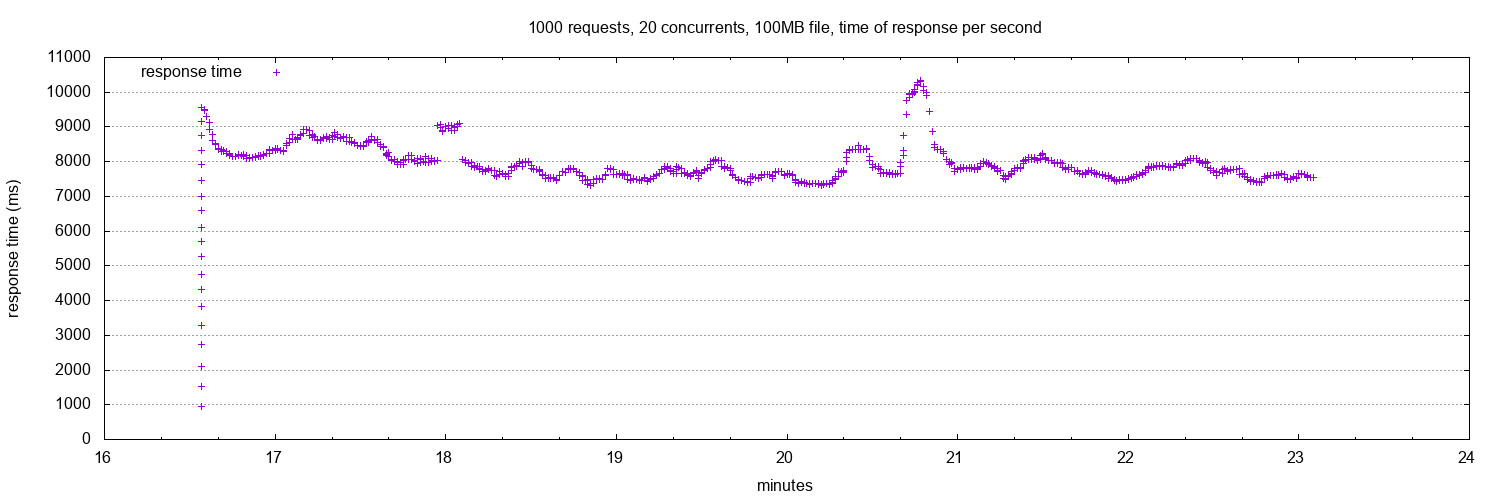 1000 requests, 20 concurrents, 100MB file, time of response per second
response time
response time (ms)
11000
10000
9000
8000
7000
6000
5000
4000
3000
2000
1000
0
16 17 18 19 20 21 22 23 24
minutes